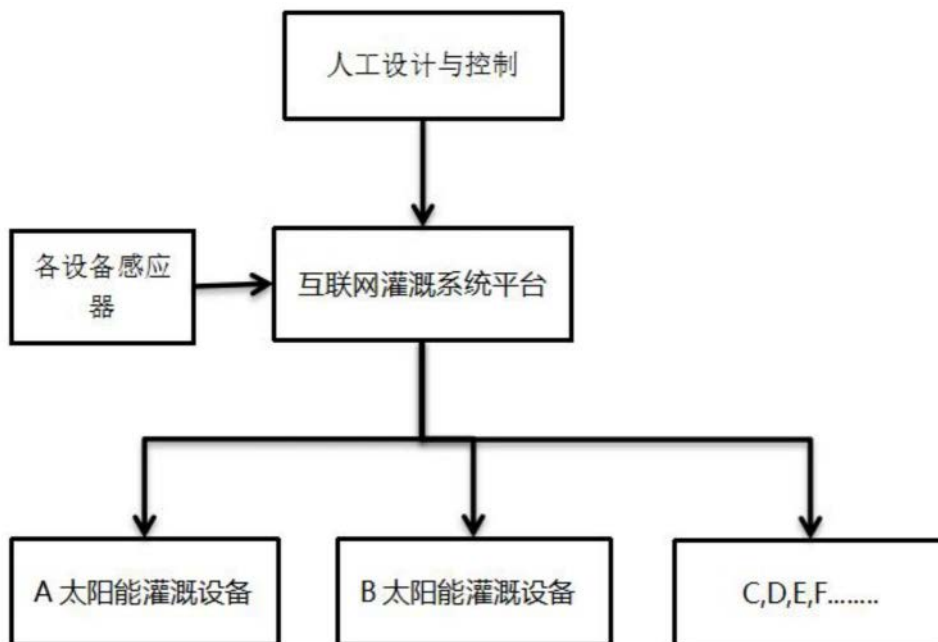 人工设计与控制
各设备感应
器
互联网灌溉系统平台
A 太阳能灌溉设备
B 太阳能灌溉设备
C,D,E,F........